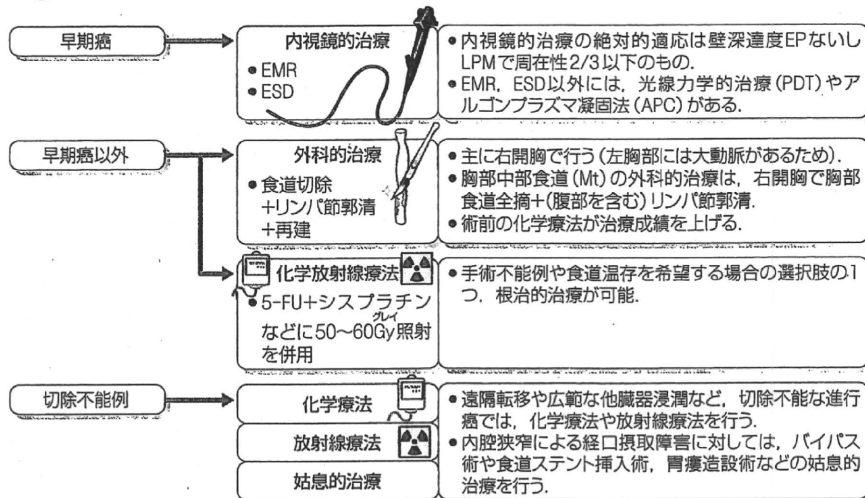 早期癌
内視鏡的治療
● EMR
● ESD
● 内視鏡的治療の絶対的適応は壁深達度EPないし
LPMで周在性2/3以下のもの.
● EMR, ESD以外には, 光線力学的治療(PDT)やア
ルゴンプラズマ凝固法(APC)がある.
早期癌以外
外科的治療
● 食道切除
+リンパ節郭清
+再建
● 主に右開胸で行う(左胸部には大動脈があるため).
● 胸部中部食道(Mt)の外科的治療は, 右開胸で胸部
食道全摘+(腹部を含む)リンパ節郭清.
● 術前の化学療法が治療成績を上げる.
化学放射線療法
● 5-FU+シスプラチン
グレイ
などに50〜60Gy照射
を併用
● 手術不能例や食道温存を希望する場合の選択肢の1
つ. 根治的治療が可能.
切除不能例
化学療法
放射線療法
姑息的治療
● 遠隔転移や広範な他臓器浸潤など, 切除不能な進行
癌では, 化学療法や放射線療法を行う.
● 内腔狭窄による経口摂取障害に対しては, バイパス
術や食道ステント挿入術, 胃瘻造設術などの姑息的
治療を行う.